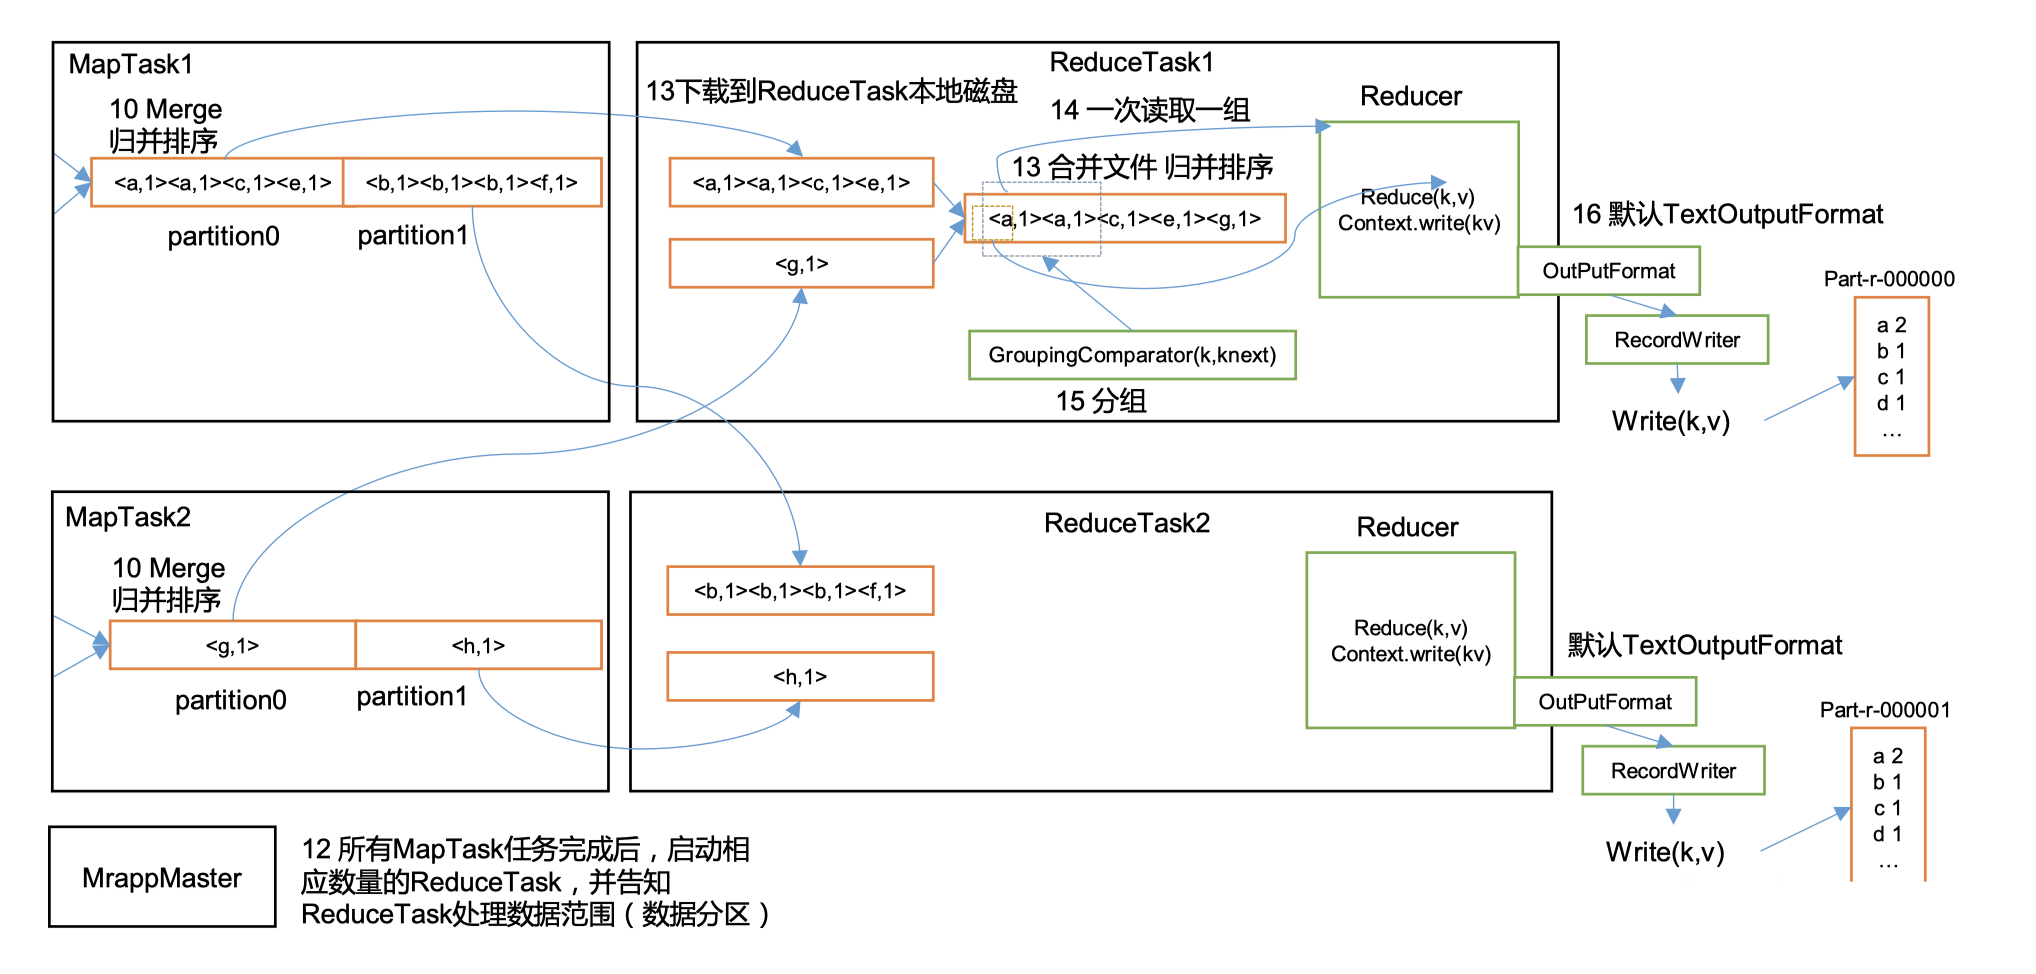 MapTask1
10 Merge
归并排序
<a,1><a,1><c,1><e,1>
<b,1><b,1><b,1><f,1>
partition0
partition1
ReduceTask1
13下载到ReduceTask本地磁盘
14 一次读取一组
Reducer
13 合并文件 归并排序
<a,1><a,1><c,1><e,1>
<a,1><a,1><c,1><e,1><g,1>
<g,1>
Reduce(k,v)
Context.write(kv)
GroupingComparator(k,knext)
15 分组
16 默认TextOutputFormat
OutPutFormat
RecordWriter
Write(k,v)
Part-r-000000
a 2
b 1
c 1
d 1
...
MapTask2
10 Merge
归并排序
<g,1>
<h,1>
partition0
partition1
ReduceTask2
Reducer
<b,1><b,1><b,1><f,1>
<h,1>
Reduce(k,v)
Context.write(kv)
默认TextOutputFormat
OutPutFormat
RecordWriter
Write(k,v)
Part-r-000001
a 2
b 1
c 1
d 1
...
MrappMaster
12 所有MapTask任务完成后，启动相
应数量的ReduceTask，并告知
ReduceTask处理数据范围（数据分区）